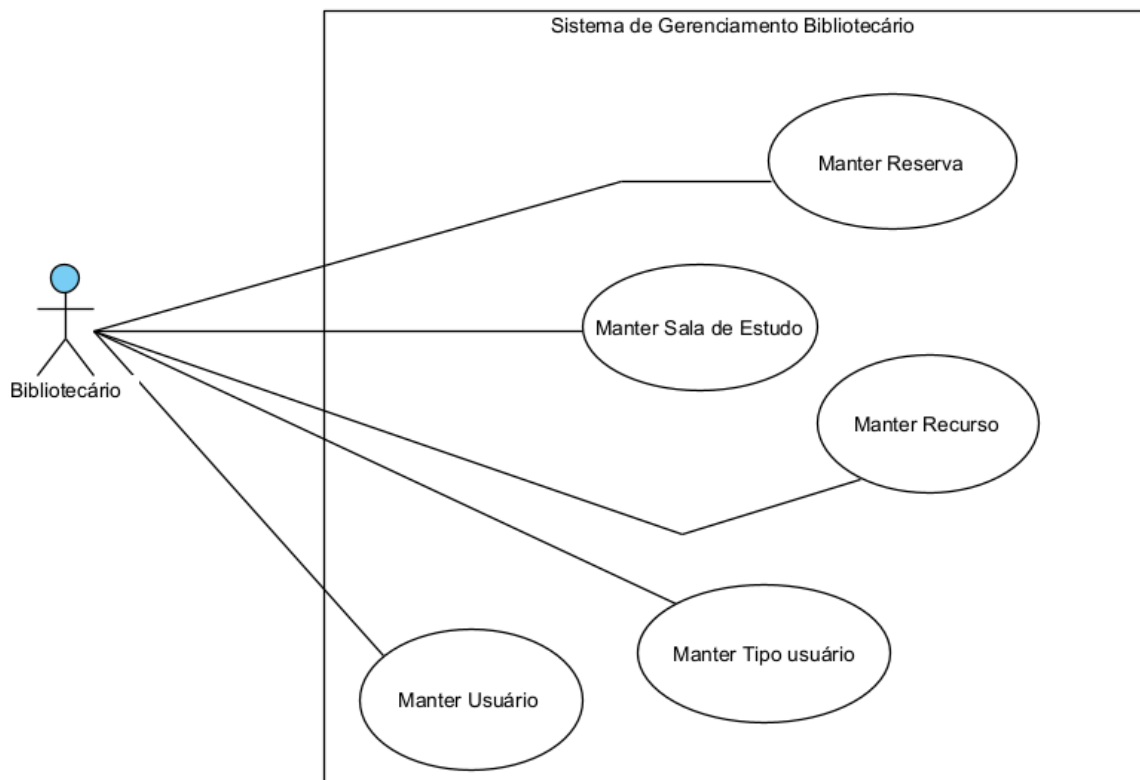 Sistema de Gerenciamento Bibliotecário
Manter Reserva
Manter Sala de Estudo
Bibliotecário
Manter Recurso
Manter Tipo usuário
Manter Usuário